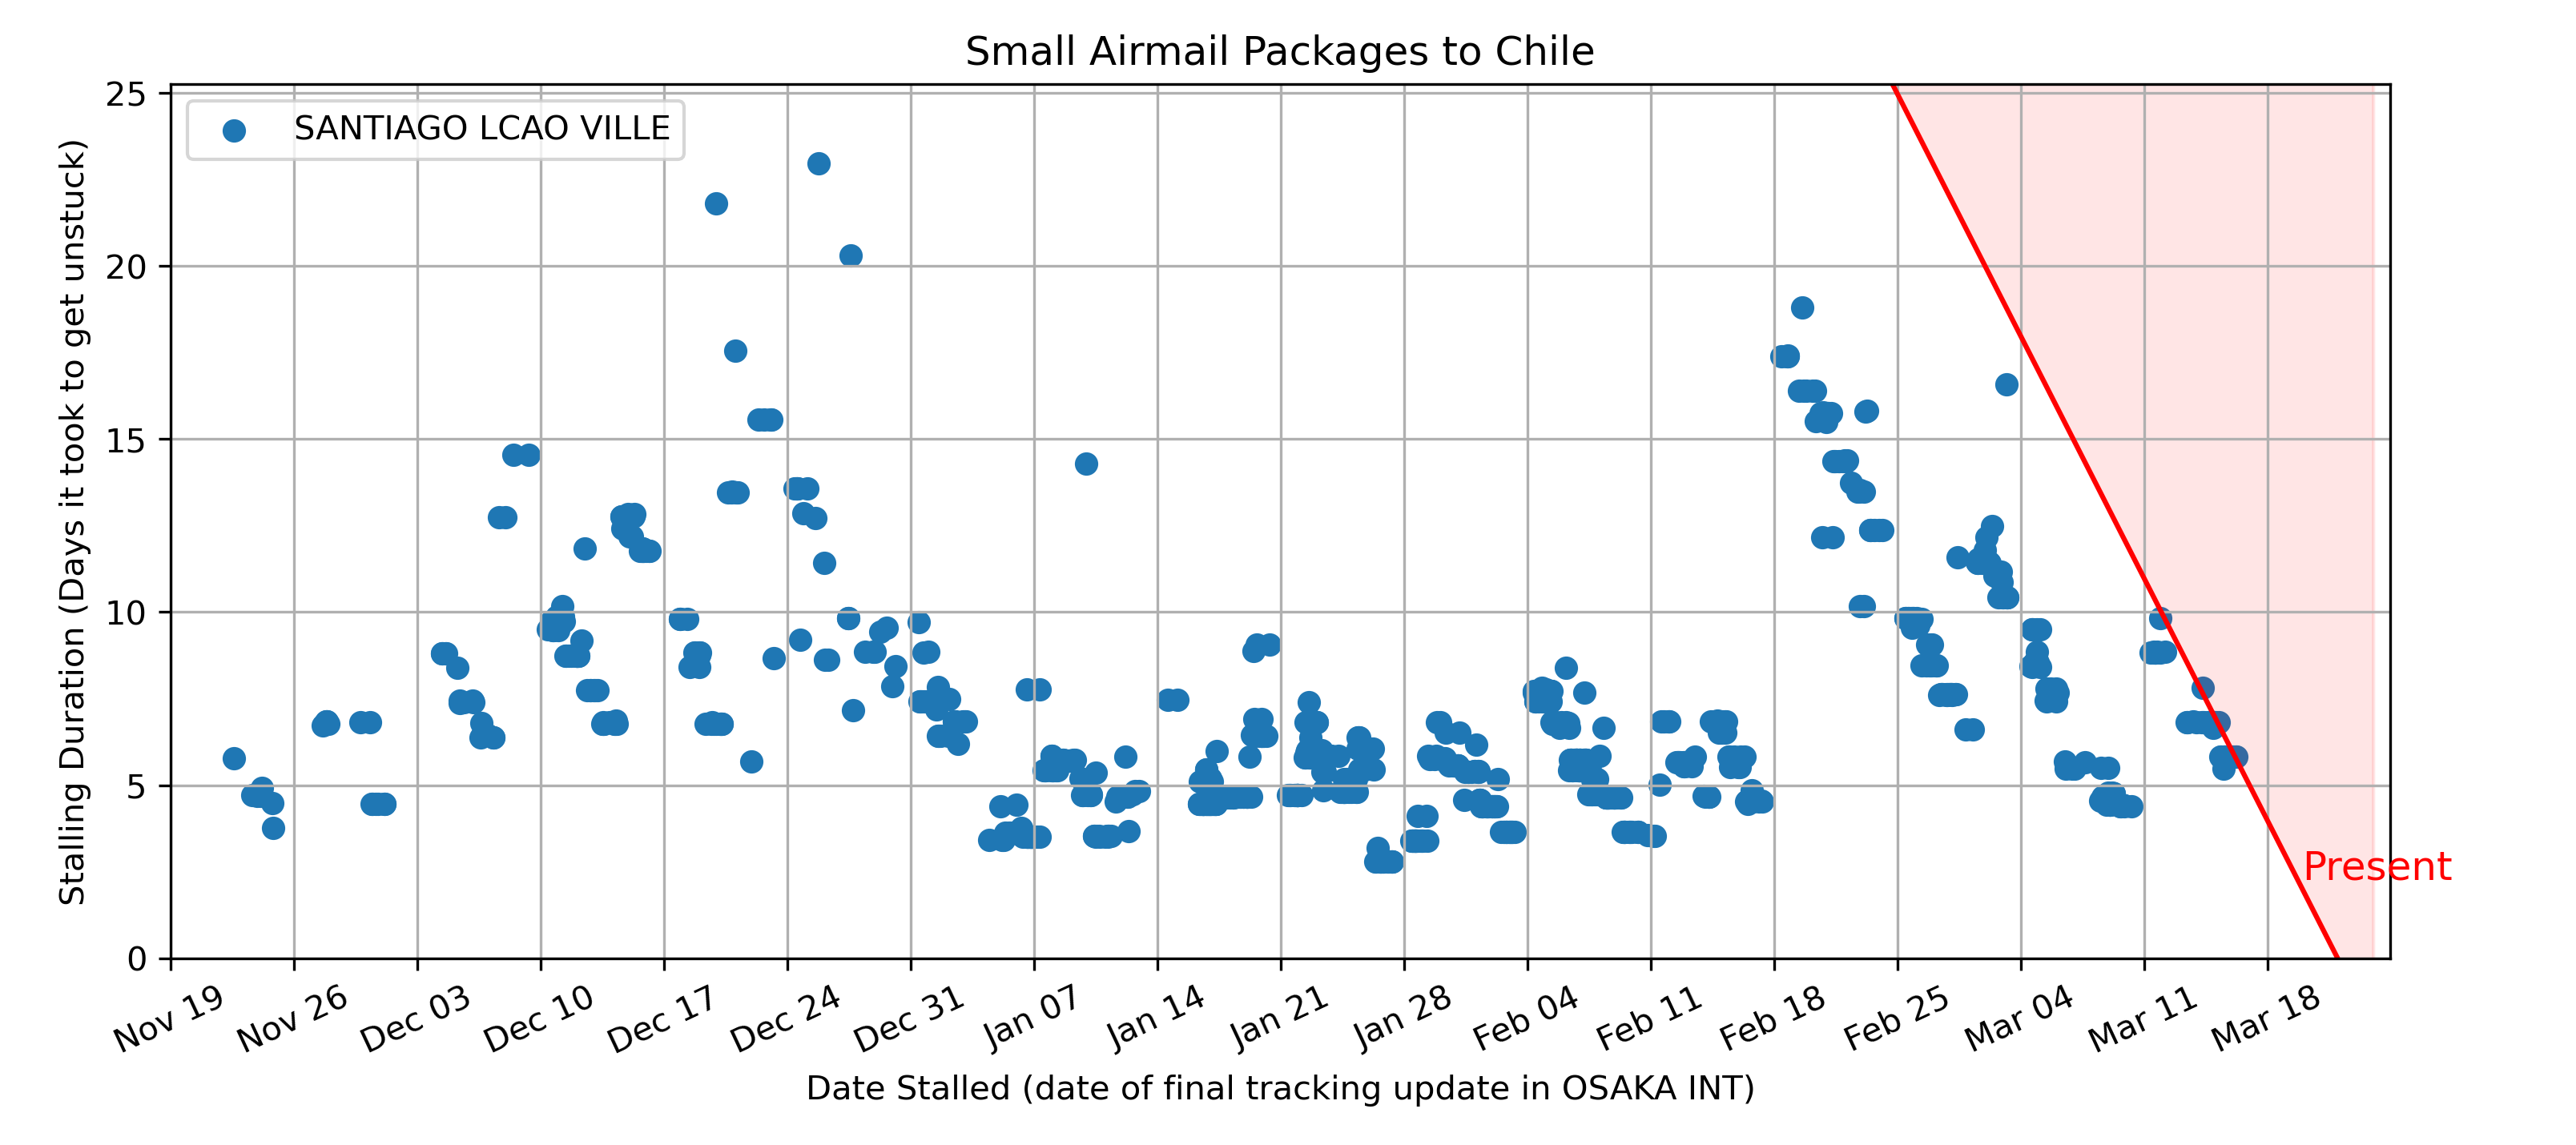 Small Airmail Packages to Chile
SANTIAGO LCAO VILLE
Stalling Duration (Days it took to get unstuck)
25
20
15
10
5
0
Present
Nov 19
Nov 26
Dec 03
Dec 10
Dec 17
Dec 24
Dec 31
Jan 07
Jan 14
Jan 21
Jan 28
Feb 04
Feb 11
Feb 18
Feb 25
Mar 04
Mar 11
Mar 18
Date Stalled (date of final tracking update in OSAKA INT)